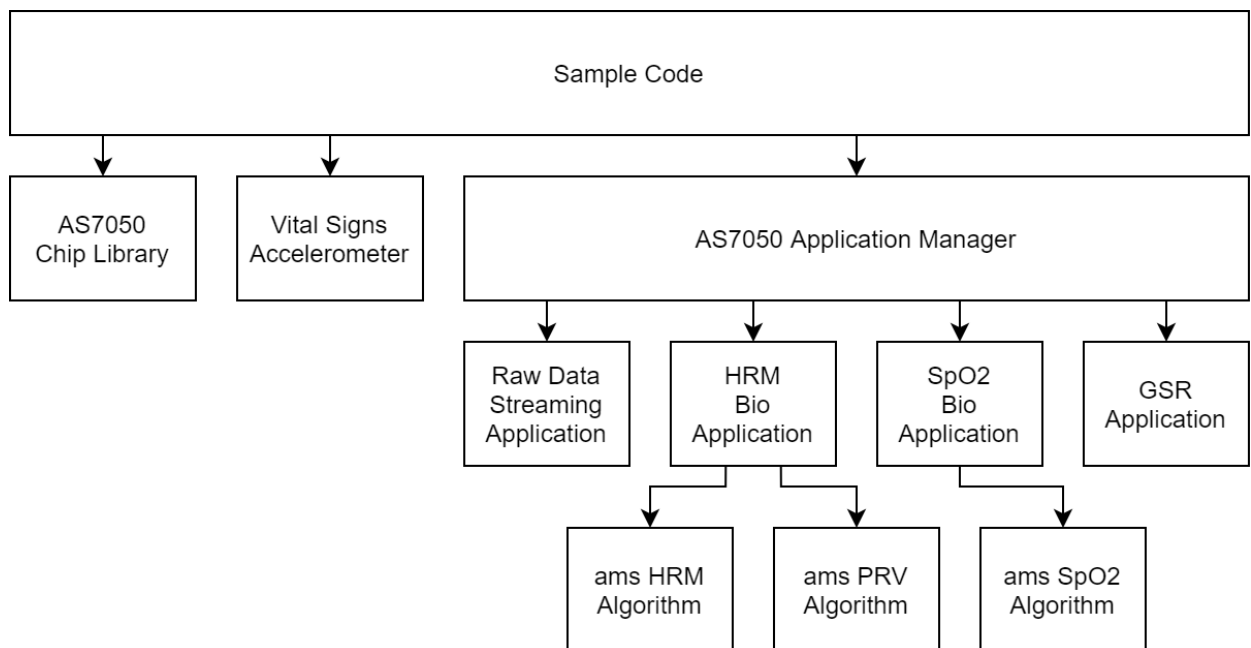 Sample Code
AS7050
Chip Library
Vital Signs
Accelerometer
AS7050 Application Manager
Raw Data
Streaming
Application
HRM
Bio
Application
SpO2
Bio
Application
GSR
Application
ams HRM
Algorithm
ams PRV
Algorithm
ams SpO2
Algorithm